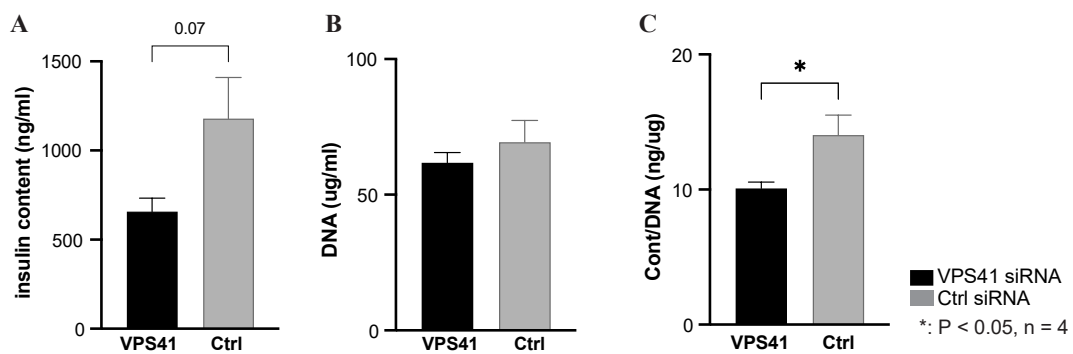 A
0.07
insulin content (ng/ml)
1500
1000
500
0
VPS41 Ctrl
B
DNA (ug/ml)
100
50
0
VPS41 Ctrl
C
*
Cont/DNA (ng/ug)
20
10
0
VPS41 Ctrl
VPS41 siRNA
Ctrl siRNA
*: P < 0.05, n = 4